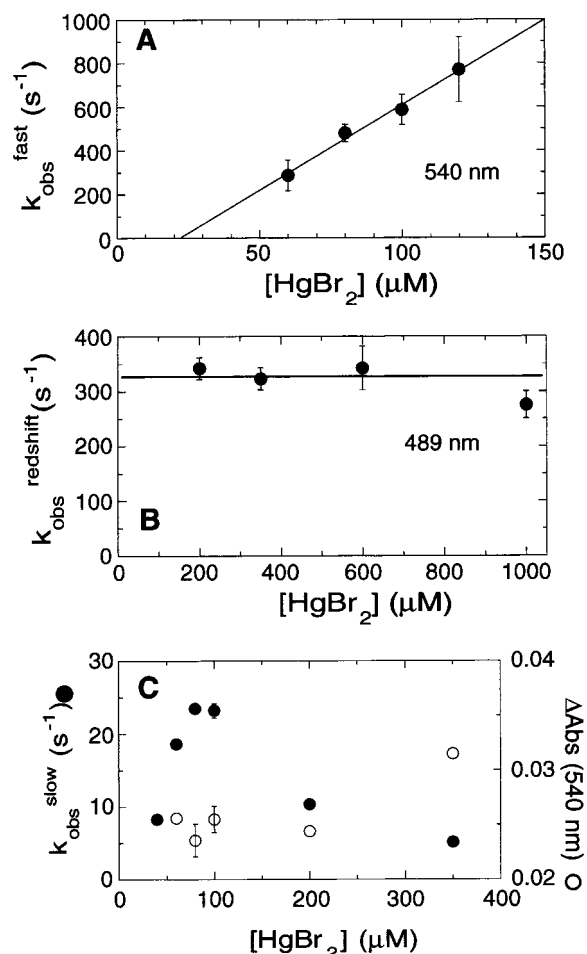 A
1000
800
600
400
200
0
k_obs^fast (s⁻¹)
540 nm
0 50 100 150
[HgBr₂] (μM)
400
300
200
100
0
k_obs^redshift (s⁻¹)
489 nm
B
0 200 400 600 800 1000
[HgBr₂] (μM)
C
30
20
10
0
k_obs^slow (s⁻¹)
0.04
0.03
0.02
ΔAbs (540 nm)
0 100 200 300 400
[HgBr₂] (μM)